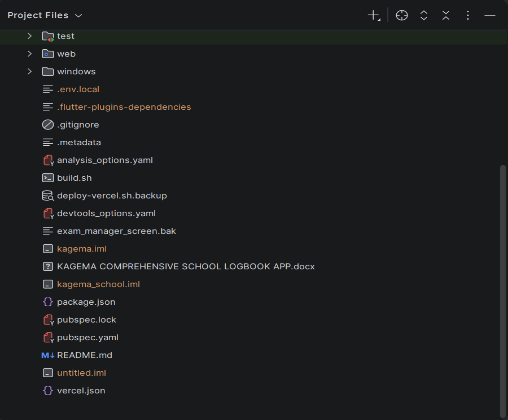 Project Files
test
web
windows
.env.local
.flutter-plugins-dependencies
.gitignore
.metadata
analysis_options.yaml
build.sh
deploy-vercel.sh.backup
devtools_options.yaml
exam_manager_screen.bak
kagema.iml
KAGEMA COMPREHENSIVE SCHOOL LOGBOOK APP.docx
kagema_school.iml
package.json
pubspec.lock
pubspec.yaml
M↓ README.md
untitled.iml
vercel.json